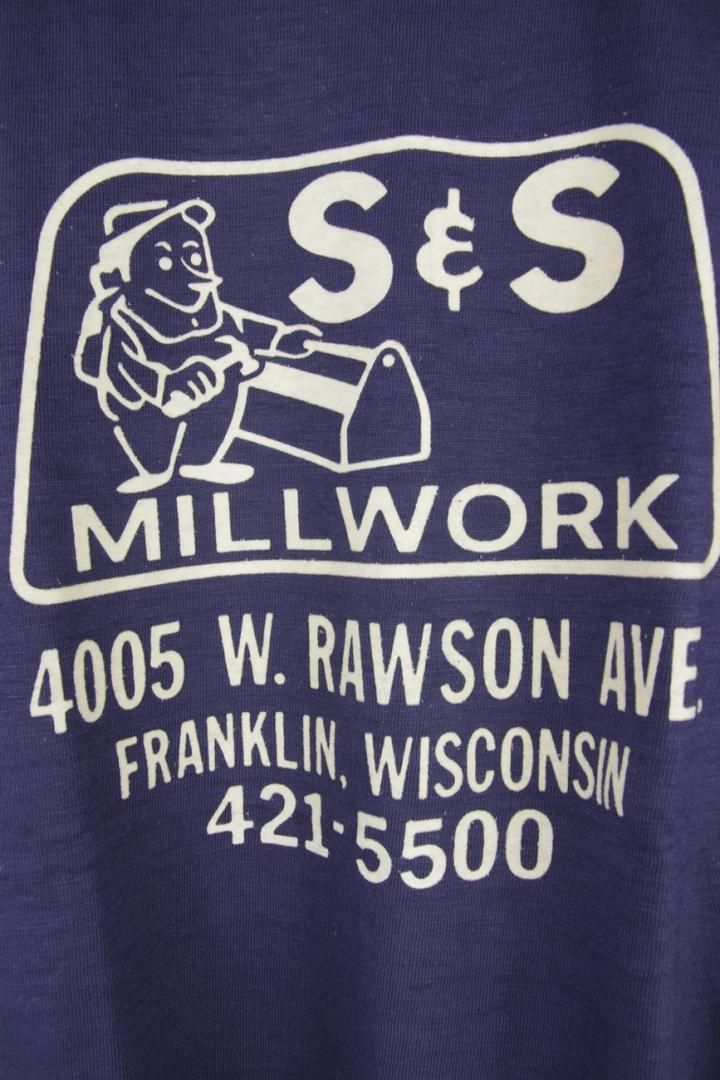 S & S
MILLWORK
4005 W. RAWSON AVE.
FRANKLIN, WISCONSIN
421-5500